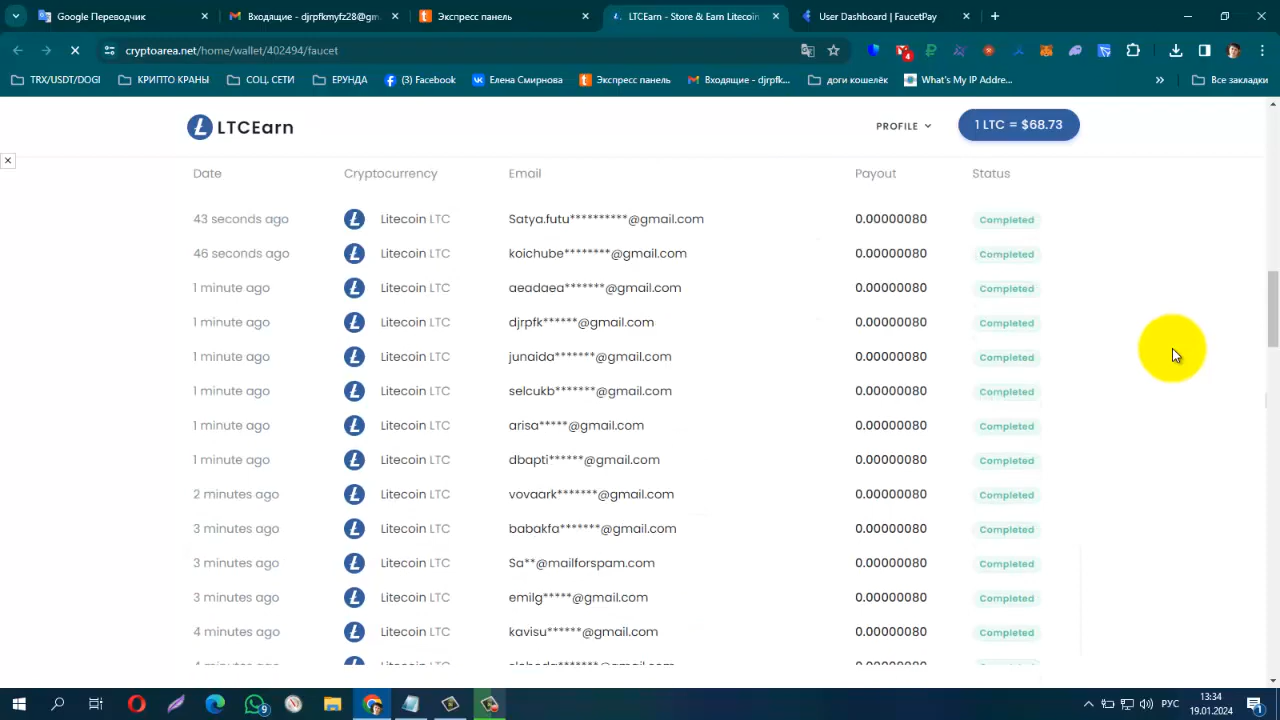 Google Переводчик
Входящие - djrpfkmyfz28@gm
Экспресс панель
LTCEarn - Store & Earn Litecoin
User Dashboard | FaucetPay
cryptoarea.net/home/wallet/402494/faucet
4
TRX/USDT/DOGI
КРИПТО КРАНЫ
СОЦ. СЕТИ
ЕРУНДА
(3) Facebook
Елена Смирнова
Экспресс панель
Входящие - djrpfk...
доги кошелёк
What's My IP Addre...
Все закладки
LTCEarn
PROFILE
1 LTC = $68.73
Date Cryptocurrency Email Payout Status
43 seconds ago Litecoin LTC Satya.futu**********@gmail.com 0.00000080 Completed
46 seconds ago Litecoin LTC koichube********@gmail.com 0.00000080 Completed
1 minute ago Litecoin LTC aeadaea*******@gmail.com 0.00000080 Completed
1 minute ago Litecoin LTC djrpfk******@gmail.com 0.00000080 Completed
1 minute ago Litecoin LTC junaida*******@gmail.com 0.00000080 Completed
1 minute ago Litecoin LTC selcukb*******@gmail.com 0.00000080 Completed
1 minute ago Litecoin LTC arisa*****@gmail.com 0.00000080 Completed
1 minute ago Litecoin LTC dbapti******@gmail.com 0.00000080 Completed
2 minutes ago Litecoin LTC vovaark*******@gmail.com 0.00000080 Completed
3 minutes ago Litecoin LTC babakfa*******@gmail.com 0.00000080 Completed
3 minutes ago Litecoin LTC Sa**@mailforspam.com 0.00000080 Completed
3 minutes ago Litecoin LTC emilg*****@gmail.com 0.00000080 Completed
4 minutes ago Litecoin LTC kavisu******@gmail.com 0.00000080 Completed
9
РУС
13:34
19.01.2024
1